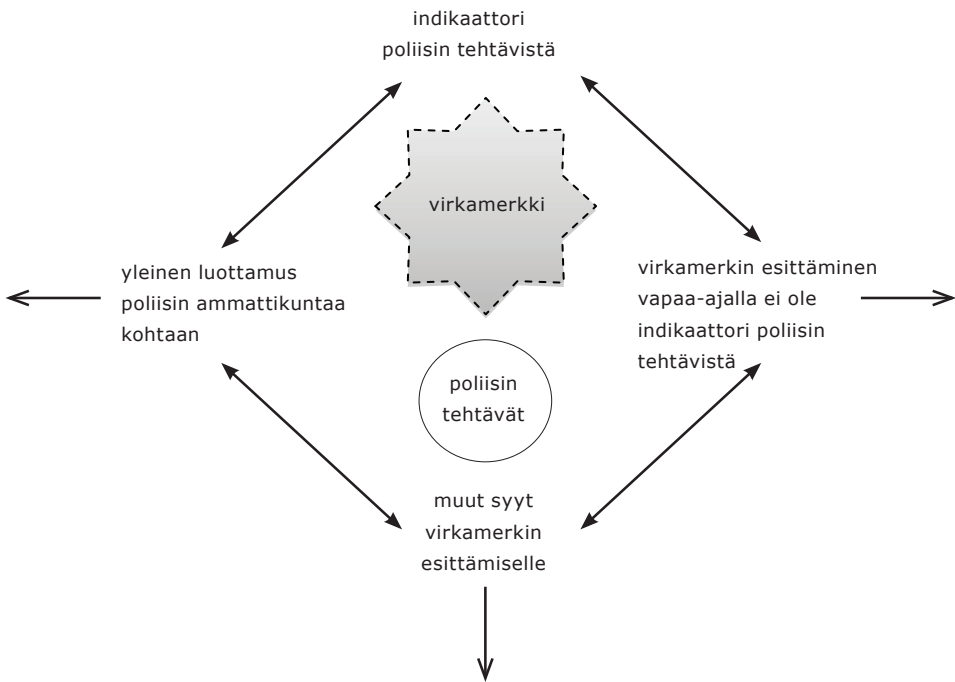 indikaattori
poliisin tehtävistä
virkamerkki
yleinen luottamus
poliisin ammattikuntaa
kohtaan
virkamerkin esittäminen
vapaa-ajalla ei ole
indikaattori poliisin
tehtävistä
poliisin
tehtävät
muut syyt
virkamerkin
esittämiselle